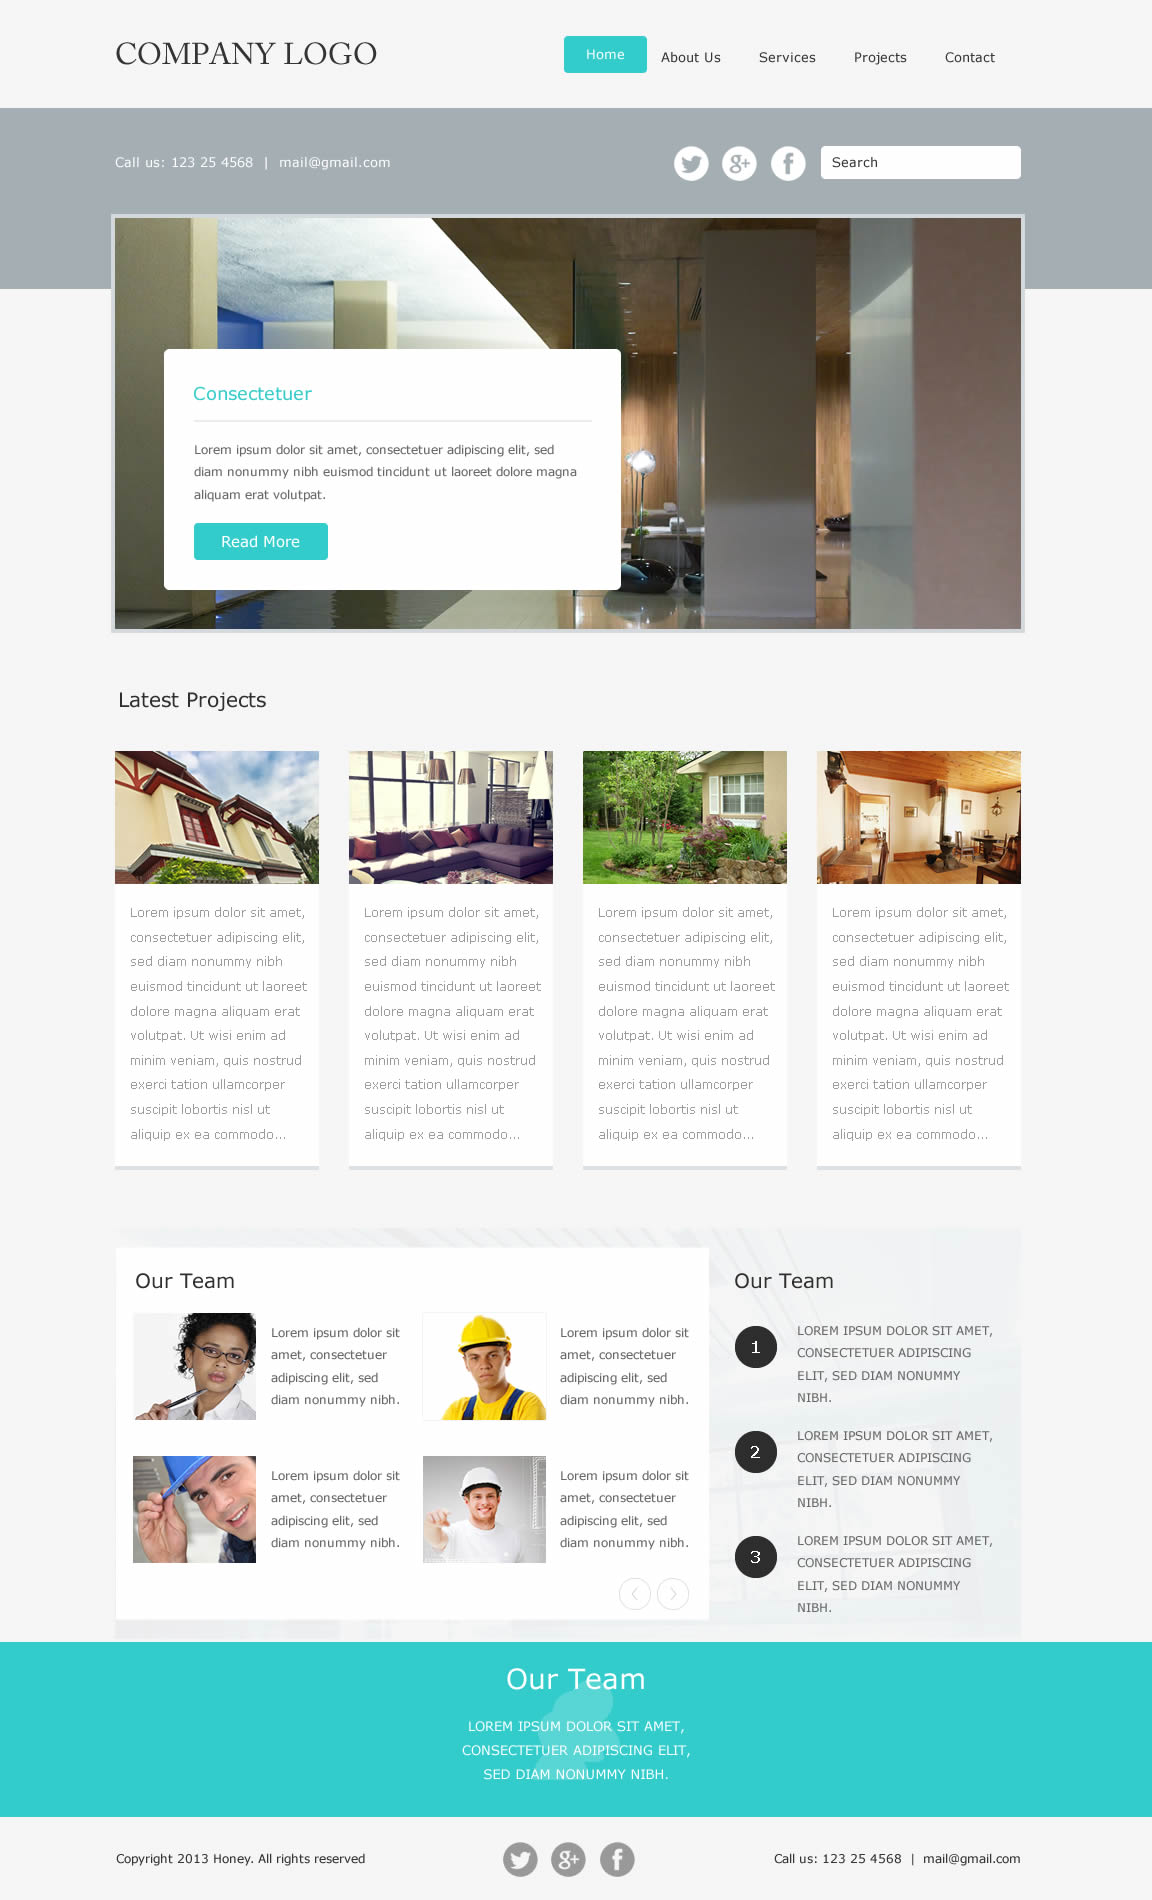 COMPANY LOGO
Home
About Us
Services
Projects
Contact
Call us: 123 25 4568 | mail@gmail.com
Search
Consectetuer
Lorem ipsum dolor sit amet, consectetuer adipiscing elit, sed
diam nonummy nibh euismod tincidunt ut laoreet dolore magna
aliquam erat volutpat.
Read More
Latest Projects
Lorem ipsum dolor sit amet,
consectetuer adipiscing elit,
sed diam nonummy nibh
euismod tincidunt ut laoreet
dolore magna aliquam erat
volutpat. Ut wisi enim ad
minim veniam, quis nostrud
exerci tation ullamcorper
suscipit lobortis nisl ut
aliquip ex ea commodo...
Lorem ipsum dolor sit amet,
consectetuer adipiscing elit,
sed diam nonummy nibh
euismod tincidunt ut laoreet
dolore magna aliquam erat
volutpat. Ut wisi enim ad
minim veniam, quis nostrud
exerci tation ullamcorper
suscipit lobortis nisl ut
aliquip ex ea commodo...
Lorem ipsum dolor sit amet,
consectetuer adipiscing elit,
sed diam nonummy nibh
euismod tincidunt ut laoreet
dolore magna aliquam erat
volutpat. Ut wisi enim ad
minim veniam, quis nostrud
exerci tation ullamcorper
suscipit lobortis nisl ut
aliquip ex ea commodo...
Lorem ipsum dolor sit amet,
consectetuer adipiscing elit,
sed diam nonummy nibh
euismod tincidunt ut laoreet
dolore magna aliquam erat
volutpat. Ut wisi enim ad
minim veniam, quis nostrud
exerci tation ullamcorper
suscipit lobortis nisl ut
aliquip ex ea commodo...
Our Team
Lorem ipsum dolor sit
amet, consectetuer
adipiscing elit, sed
diam nonummy nibh.
Lorem ipsum dolor sit
amet, consectetuer
adipiscing elit, sed
diam nonummy nibh.
Lorem ipsum dolor sit
amet, consectetuer
adipiscing elit, sed
diam nonummy nibh.
Lorem ipsum dolor sit
amet, consectetuer
adipiscing elit, sed
diam nonummy nibh.
Our Team
1
LOREM IPSUM DOLOR SIT AMET,
CONSECTETUER ADIPISCING
ELIT, SED DIAM NONUMMY
NIBH.
2
LOREM IPSUM DOLOR SIT AMET,
CONSECTETUER ADIPISCING
ELIT, SED DIAM NONUMMY
NIBH.
3
LOREM IPSUM DOLOR SIT AMET,
CONSECTETUER ADIPISCING
ELIT, SED DIAM NONUMMY
NIBH.
Our Team
LOREM IPSUM DOLOR SIT AMET,
CONSECTETUER ADIPISCING ELIT,
SED DIAM NONUMMY NIBH.
Copyright 2013 Honey. All rights reserved
Call us: 123 25 4568 | mail@gmail.com